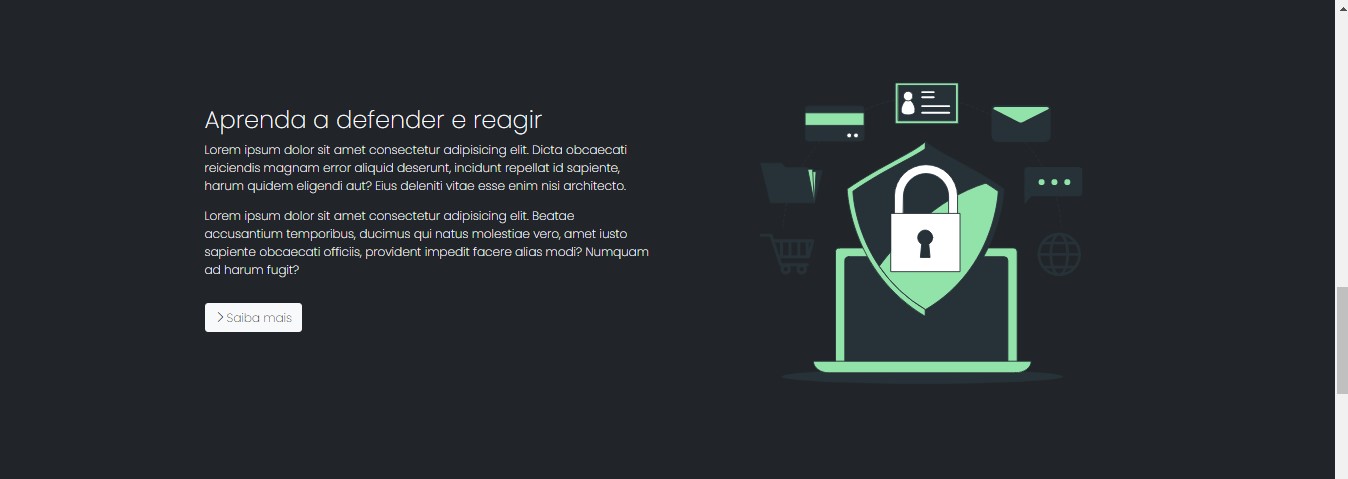 Aprenda a defender e reagir
Lorem ipsum dolor sit amet consectetur adipisicing elit. Dicta obcaecati
reiciendis magnam error aliquid deserunt, incidunt repellat id sapiente,
harum quidem eligendi aut? Eius deleniti vitae esse enim nisi architecto.
Lorem ipsum dolor sit amet consectetur adipisicing elit. Beatae
accusantium temporibus, ducimus qui natus molestiae vero, amet iusto
sapiente obcaecati officiis, provident impedit facere alias modi? Numquam
ad harum fugit?
Saiba mais